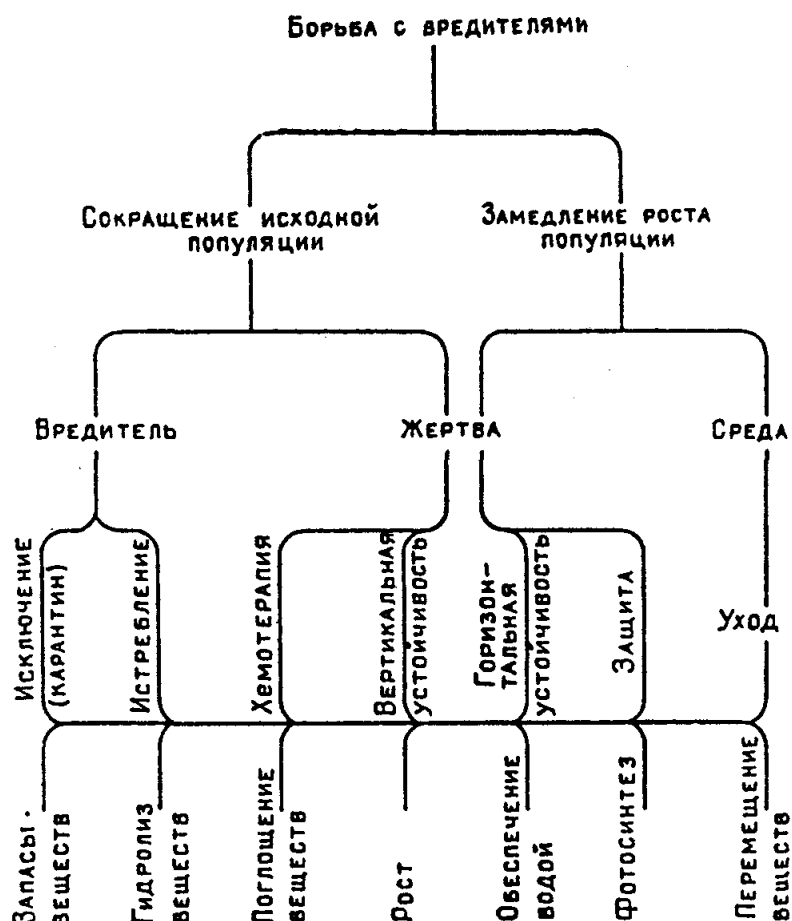 Борьба с вредителями
Сокращение исходной
популяции
Замедление роста
популяции
Вредитель
Жертва
Среда
Исключение
(карантин)
Истребление
Хемотерапия
Вертикальная
устойчивость
Горизон-
тальная
устойчивость
Защита
Уход
Запасы
веществ
Гидролиз
веществ
Поглощение
веществ
Рост
Обеспечение
водой
Фотосинтез
Перемещение
веществ